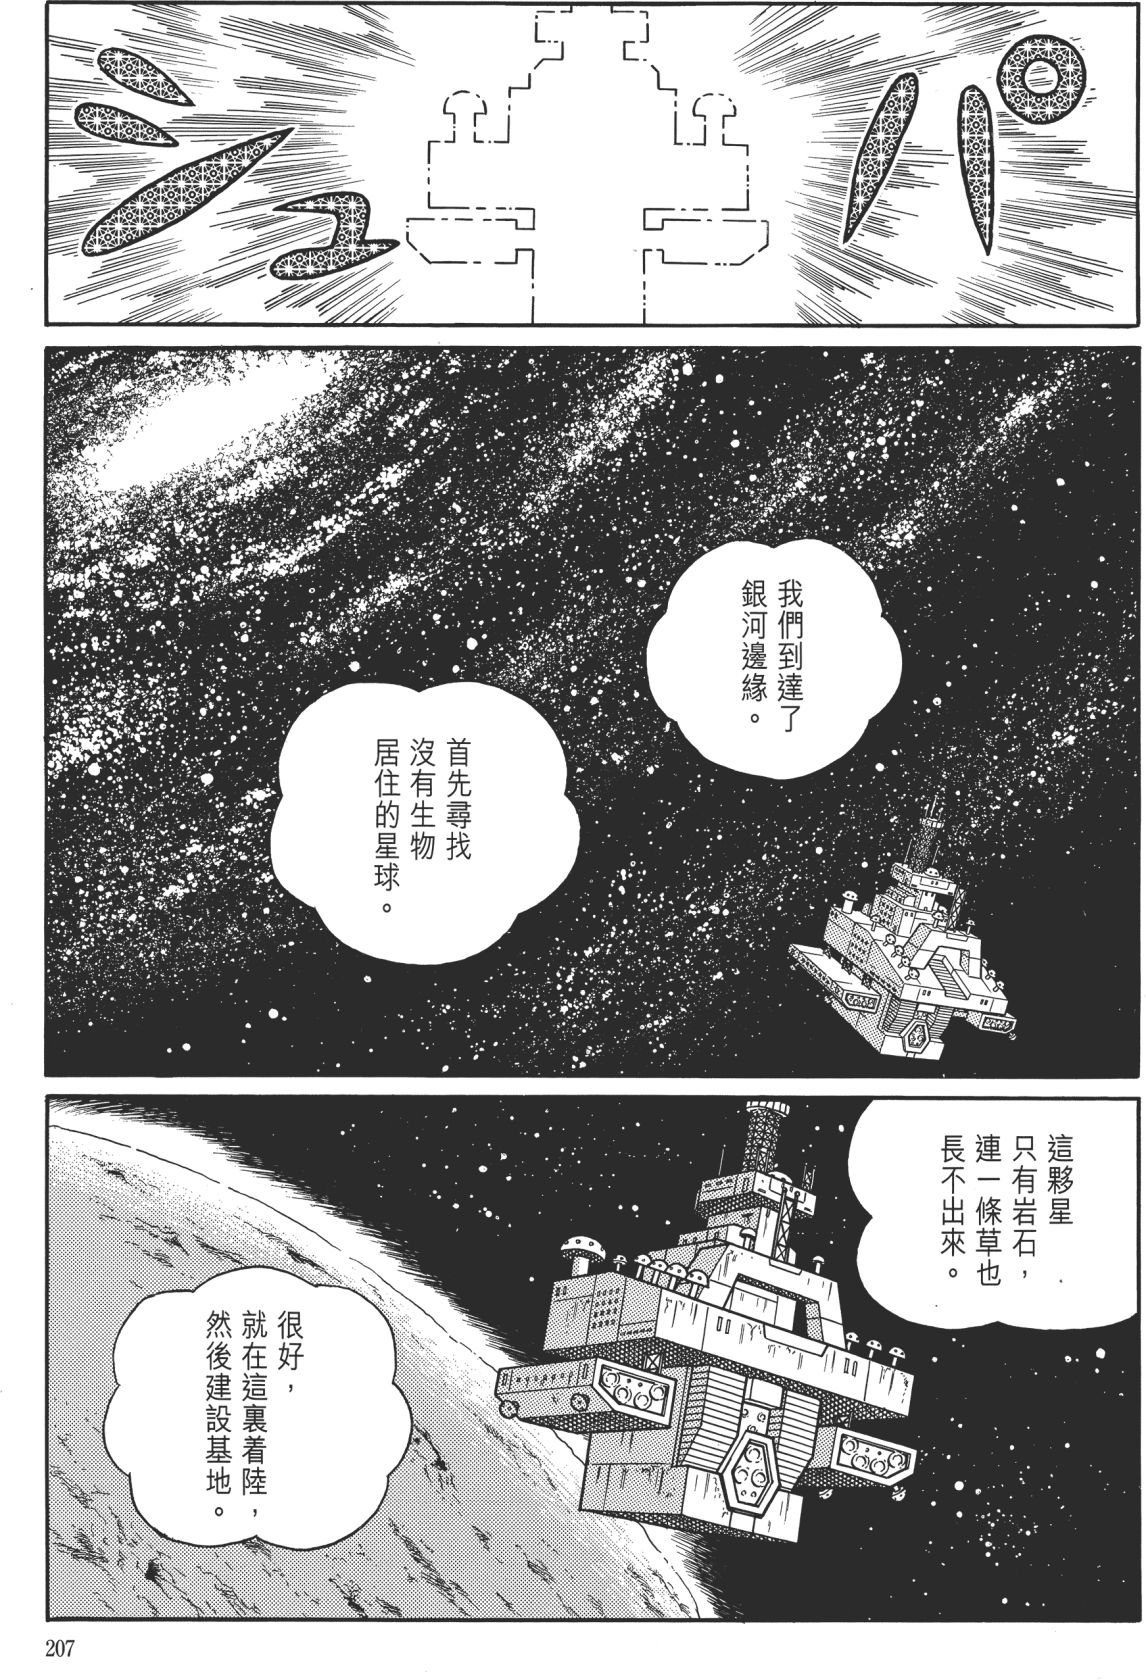 パシュ
我們到達了
銀河邊緣。
首先尋找
沒有生物
居住的星球。
這夥星
只有岩石，
連一條草也
長不出來。
很好，
就在這裏着陸，
然後建設基地。
207